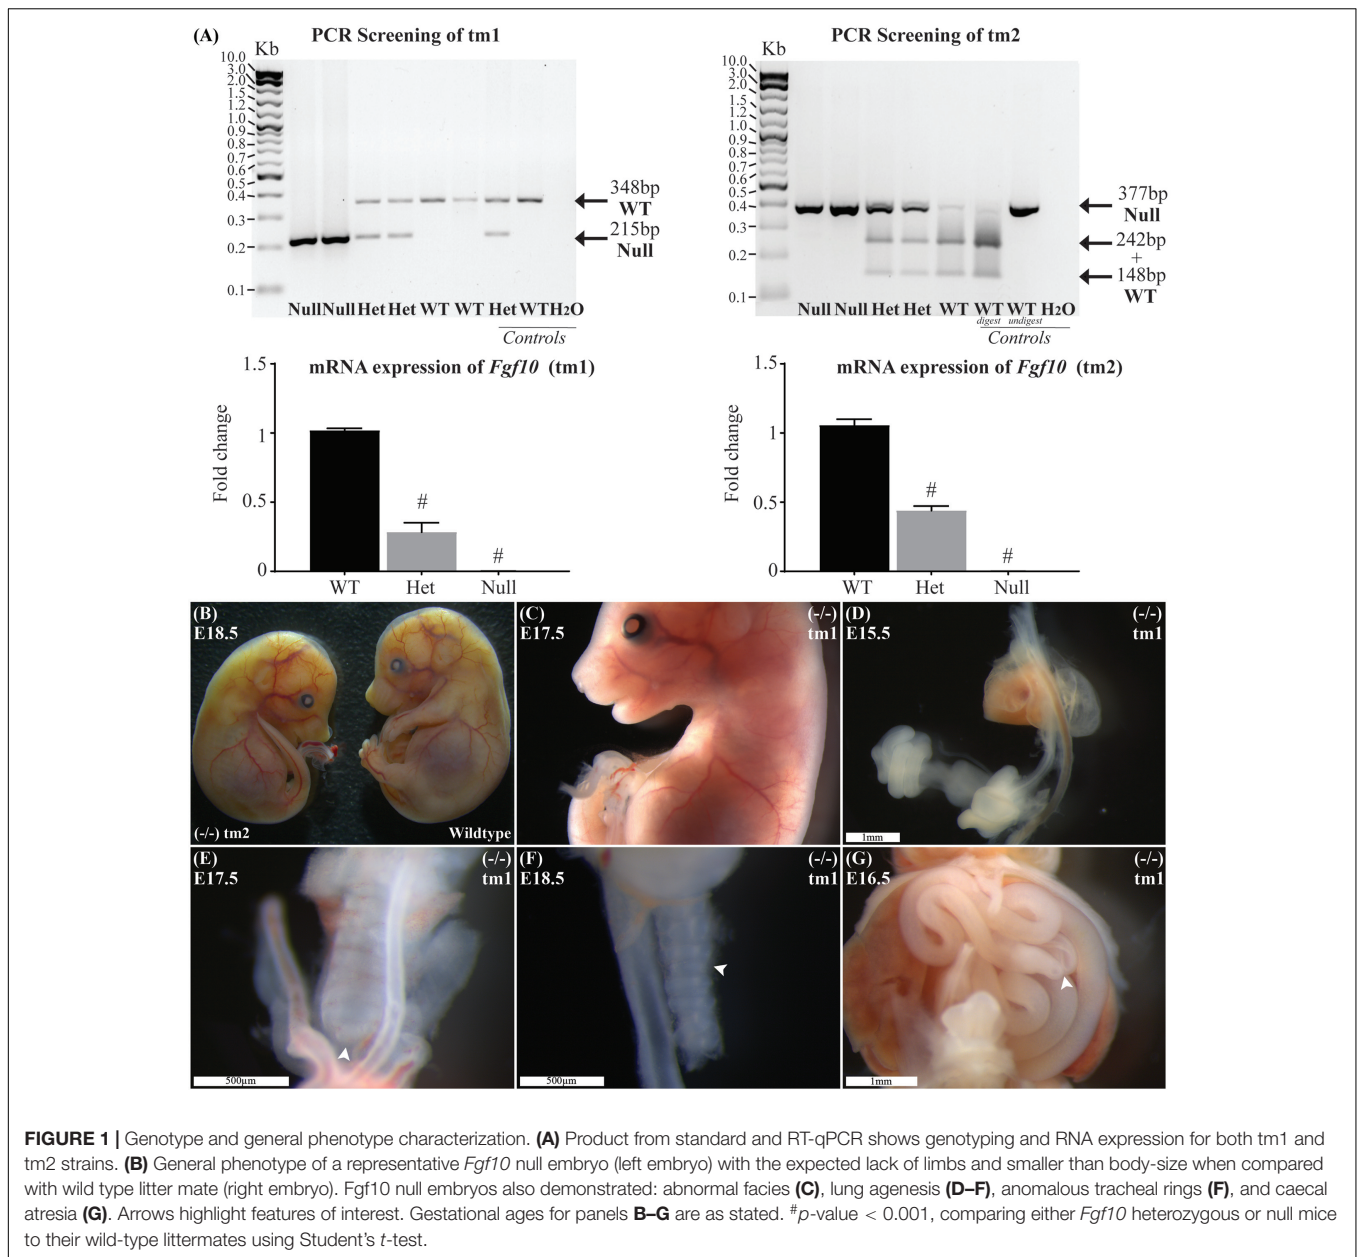 (A)
PCR Screening of tm1
Kb
10.0
3.0
2.0
1.5
1.2
1.0
0.9
0.8
0.7
0.6
0.5
0.4
0.3
0.2
0.1
348bp
WT
215bp
Null
Null Null Het Het WT WT Het WT H2O
Controls
PCR Screening of tm2
Kb
10.0
3.0
2.0
1.5
1.2
1.0
0.9
0.8
0.7
0.6
0.5
0.4
0.3
0.2
0.1
377bp
Null
242bp
+
148bp
WT
Null Null Het Het WT WT WT H2O
digest undigest
Controls
mRNA expression of Fgf10 (tm1)
Fold change
1.5
1
0.5
0
#
#
WT Het Null
mRNA expression of Fgf10 (tm2)
Fold change
1.5
1
0.5
0
#
#
WT Het Null
(B)
E18.5
(-/-) tm2
Wildtype
(C)
E17.5
(-/-)
tm1
(D)
E15.5
(-/-)
tm1
1mm
(E)
E17.5
(-/-)
tm1
500µm
(F)
E18.5
(-/-)
tm1
500µm
(G)
E16.5
(-/-)
tm1
1mm
FIGURE 1 | Genotype and general phenotype characterization. (A) Product from standard and RT-qPCR shows genotyping and RNA expression for both tm1 and
tm2 strains. (B) General phenotype of a representative Fgf10 null embryo (left embryo) with the expected lack of limbs and smaller than body-size when compared
with wild type litter mate (right embryo). Fgf10 null embryos also demonstrated: abnormal facies (C), lung agenesis (D–F), anomalous tracheal rings (F), and caecal
atresia (G). Arrows highlight features of interest. Gestational ages for panels B–G are as stated. #p-value < 0.001, comparing either Fgf10 heterozygous or null mice
to their wild-type littermates using Student's t-test.